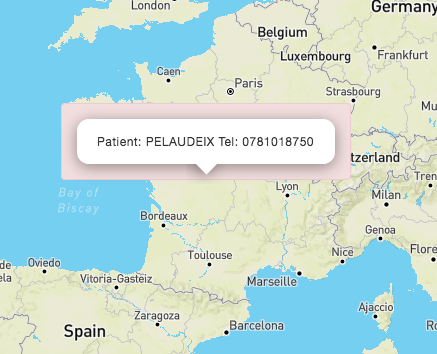 London
Germany
Belgium
Luxembourg
Frankfurt
Caen
Paris
Strasbourg
Patient: PELAUDEIX Tel: 0781018750
tzerland
Bay of
Biscay
Lyon
Tren
Milan
Bordeaux
Genoa
Oviedo
Toulouse
Nice
Flore
Vitoria-Gasteiz
Marseille
Ajaccio
Zaragoza
Spain
Barcelona